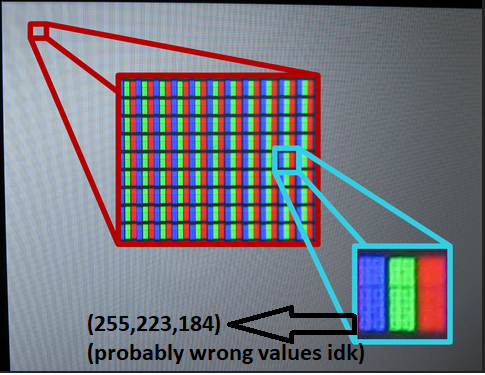 (255,223,184)
(probably wrong values idk)